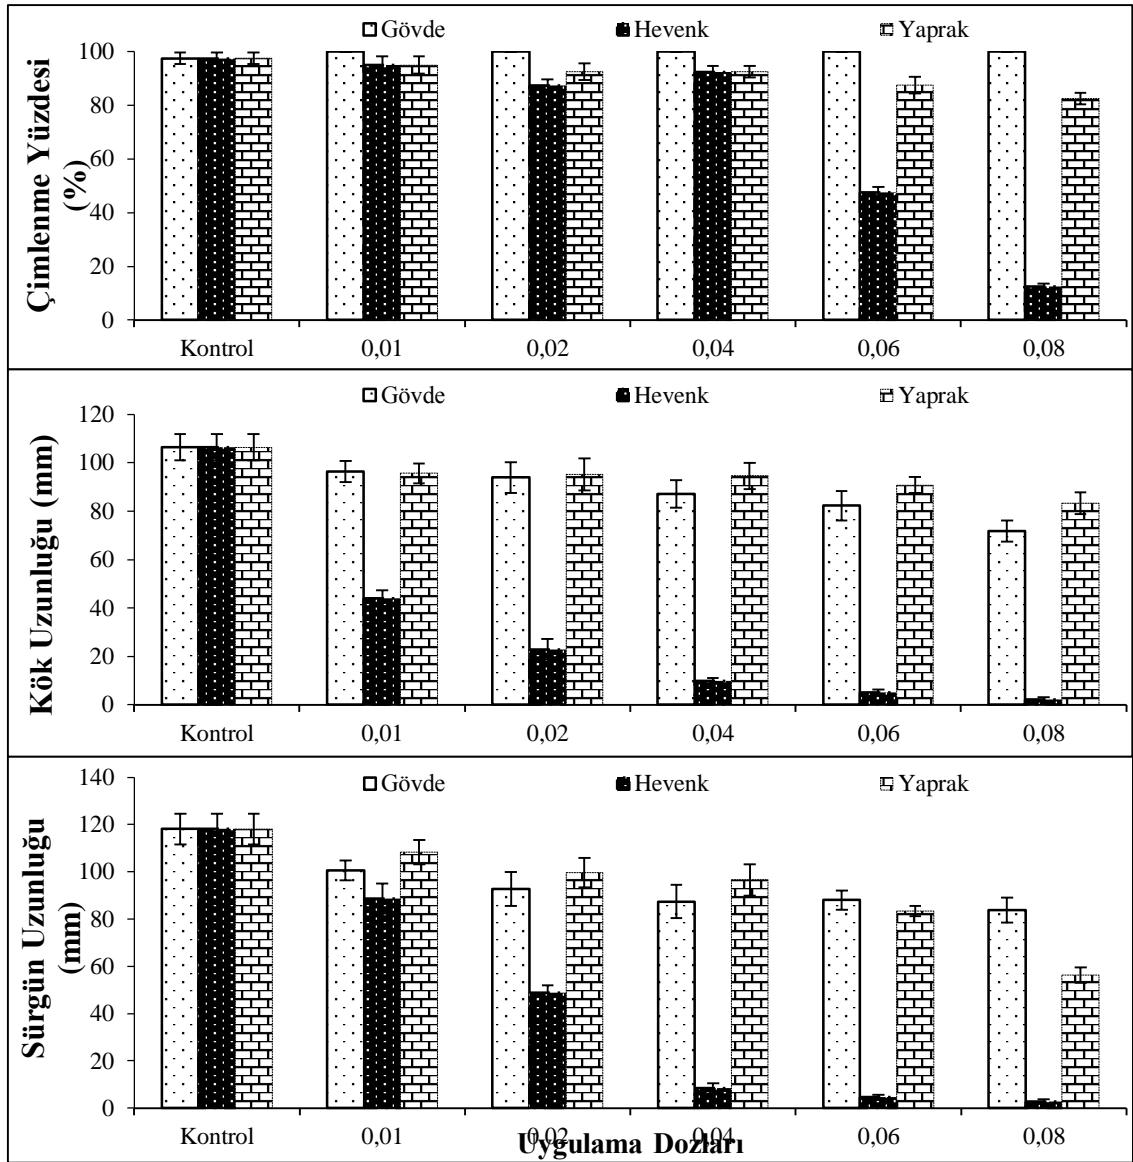 Gövde Hevenk Yaprak
Çimlenme Yüzdesi
(%)
100
80
60
40
20
0
Kontrol 0,01 0,02 0,04 0,06 0,08
Gövde Hevenk Yaprak
Kök Uzunluğu (mm)
120
100
80
60
40
20
0
Kontrol 0,01 0,02 0,04 0,06 0,08
Gövde Hevenk Yaprak
Sürgün Uzunluğu
(mm)
140
120
100
80
60
40
20
0
Kontrol 0,01 0,02 0,04 0,06 0,08
Uygulama Dozları